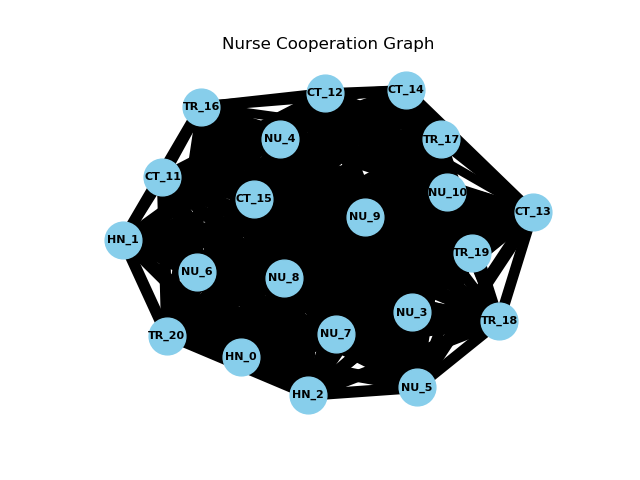 Nurse Cooperation Graph
CT_14
CT_12
TR_16
NU_4
TR_17
CT_11
NU_10
CT_15
CT_13
NU_9
HN_1
TR_19
NU_6
NU_8
NU_3
TR_18
NU_7
TR_20
HN_0
NU_5
HN_2